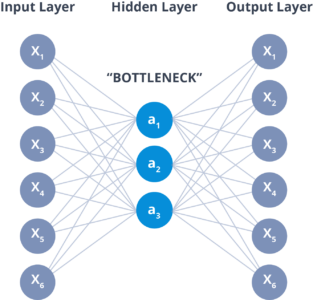 Input Layer Hidden Layer Output Layer
X1 X1
“BOTTLENECK”
X2 a1 X2
X3 a2 X3
X4 a3 X4
X5 X5
X6 X6